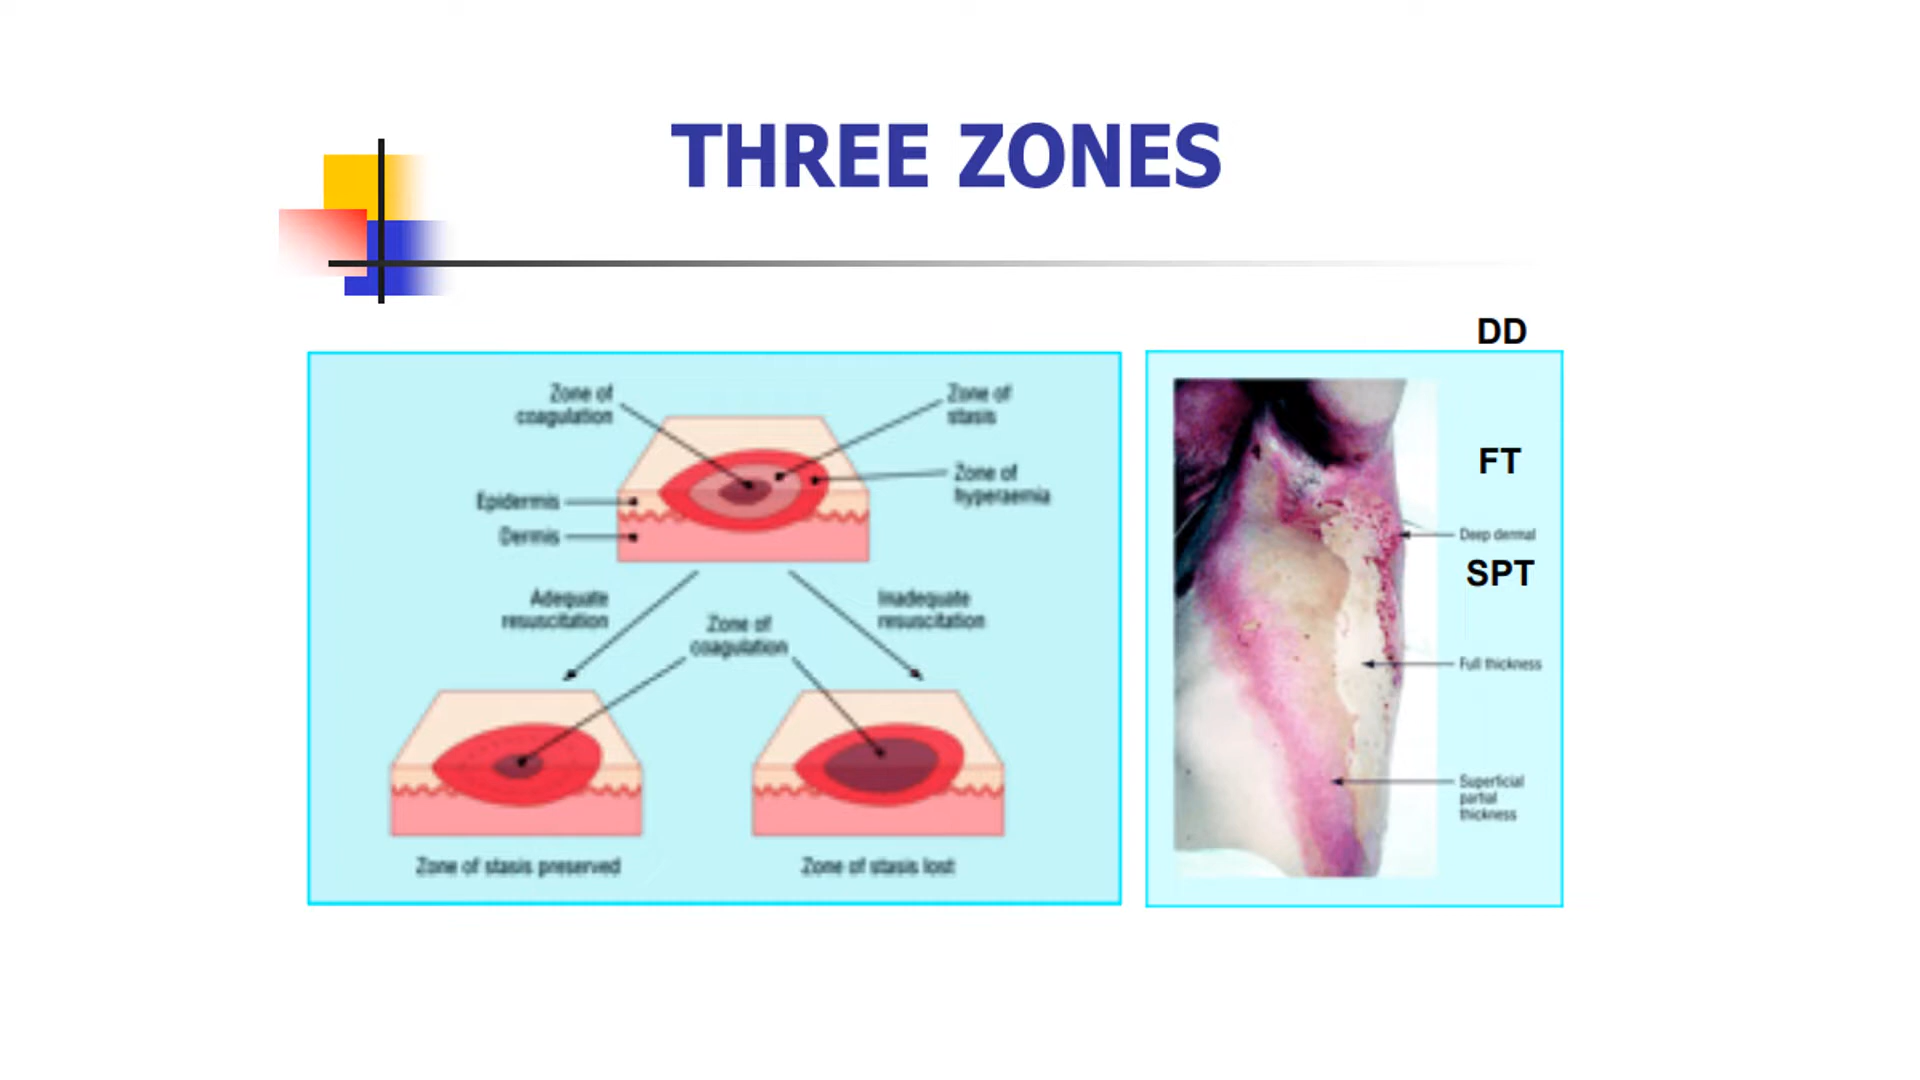 THREE ZONES
Zone of
coagulation
Zone of
stasis
Zone of
hyperaemia
Epidermis
Dermis
Adequate
resuscitation
Inadequate
resuscitation
Zone of
coagulation
Zone of stasis preserved
Zone of stasis lost
DD
FT
Deep dermal
SPT
Full thickness
Superficial
partial
thickness